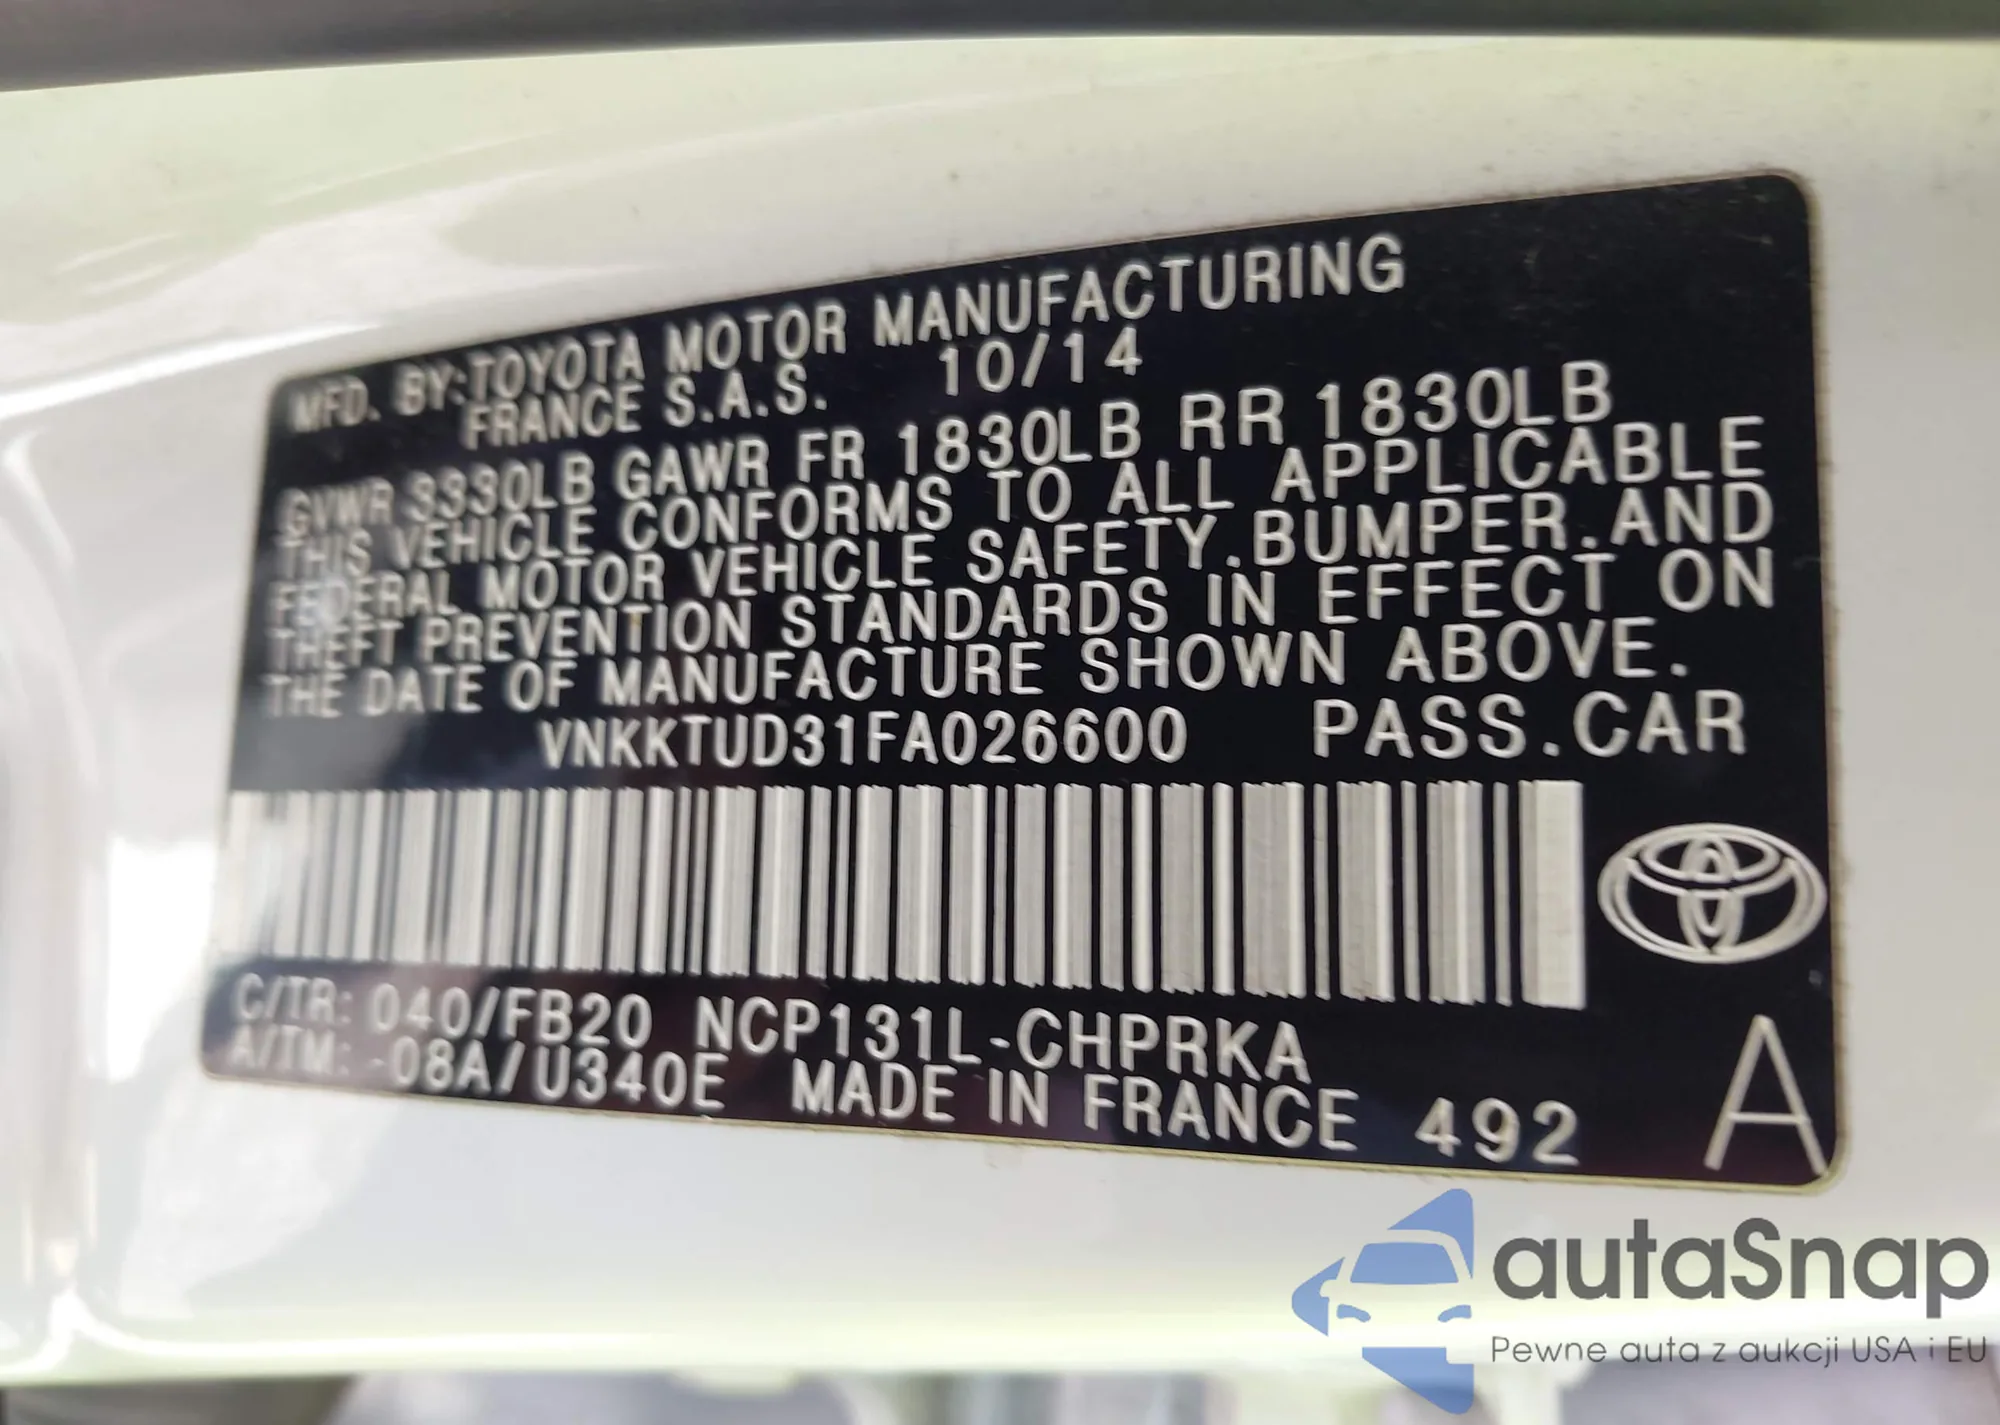 MFD. BY:TOYOTA MOTOR MANUFACTURING
FRANCE S.A.S. 10/14
GVWR 3330LB GAWR FR 1830LB RR 1830LB
THIS VEHICLE CONFORMS TO ALL APPLICABLE
FEDERAL MOTOR VEHICLE SAFETY.BUMPER.AND
THEFT PREVENTION STANDARDS IN EFFECT ON
THE DATE OF MANUFACTURE SHOWN ABOVE.
VNKKTUD31FA026600 PASS.CAR
C/TR: 040/FB20 NCP131L-CHPRKA
A/TM: -08A/U340E MADE IN FRANCE 492
A
autaSnap
Pewne auta z aukcji USA i EU